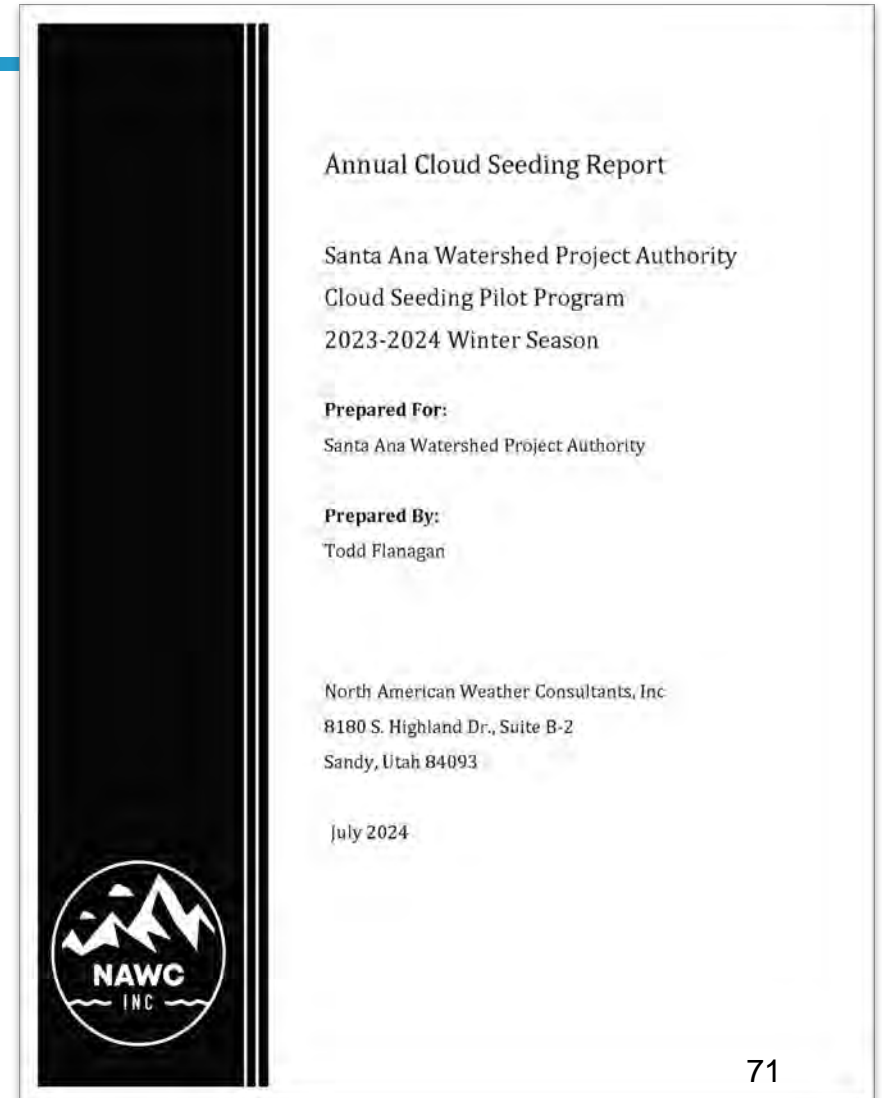 Annual Cloud Seeding Report
Santa Ana Watershed Project Authority
Cloud Seeding Pilot Program
2023-2024 Winter Season
Prepared For:
Santa Ana Watershed Project Authority
Prepared By:
Todd Flanagan
North American Weather Consultants, Inc
8180 S. Highland Dr., Suite B-2
Sandy, Utah 84093
July 2024
NAWC
INC
71